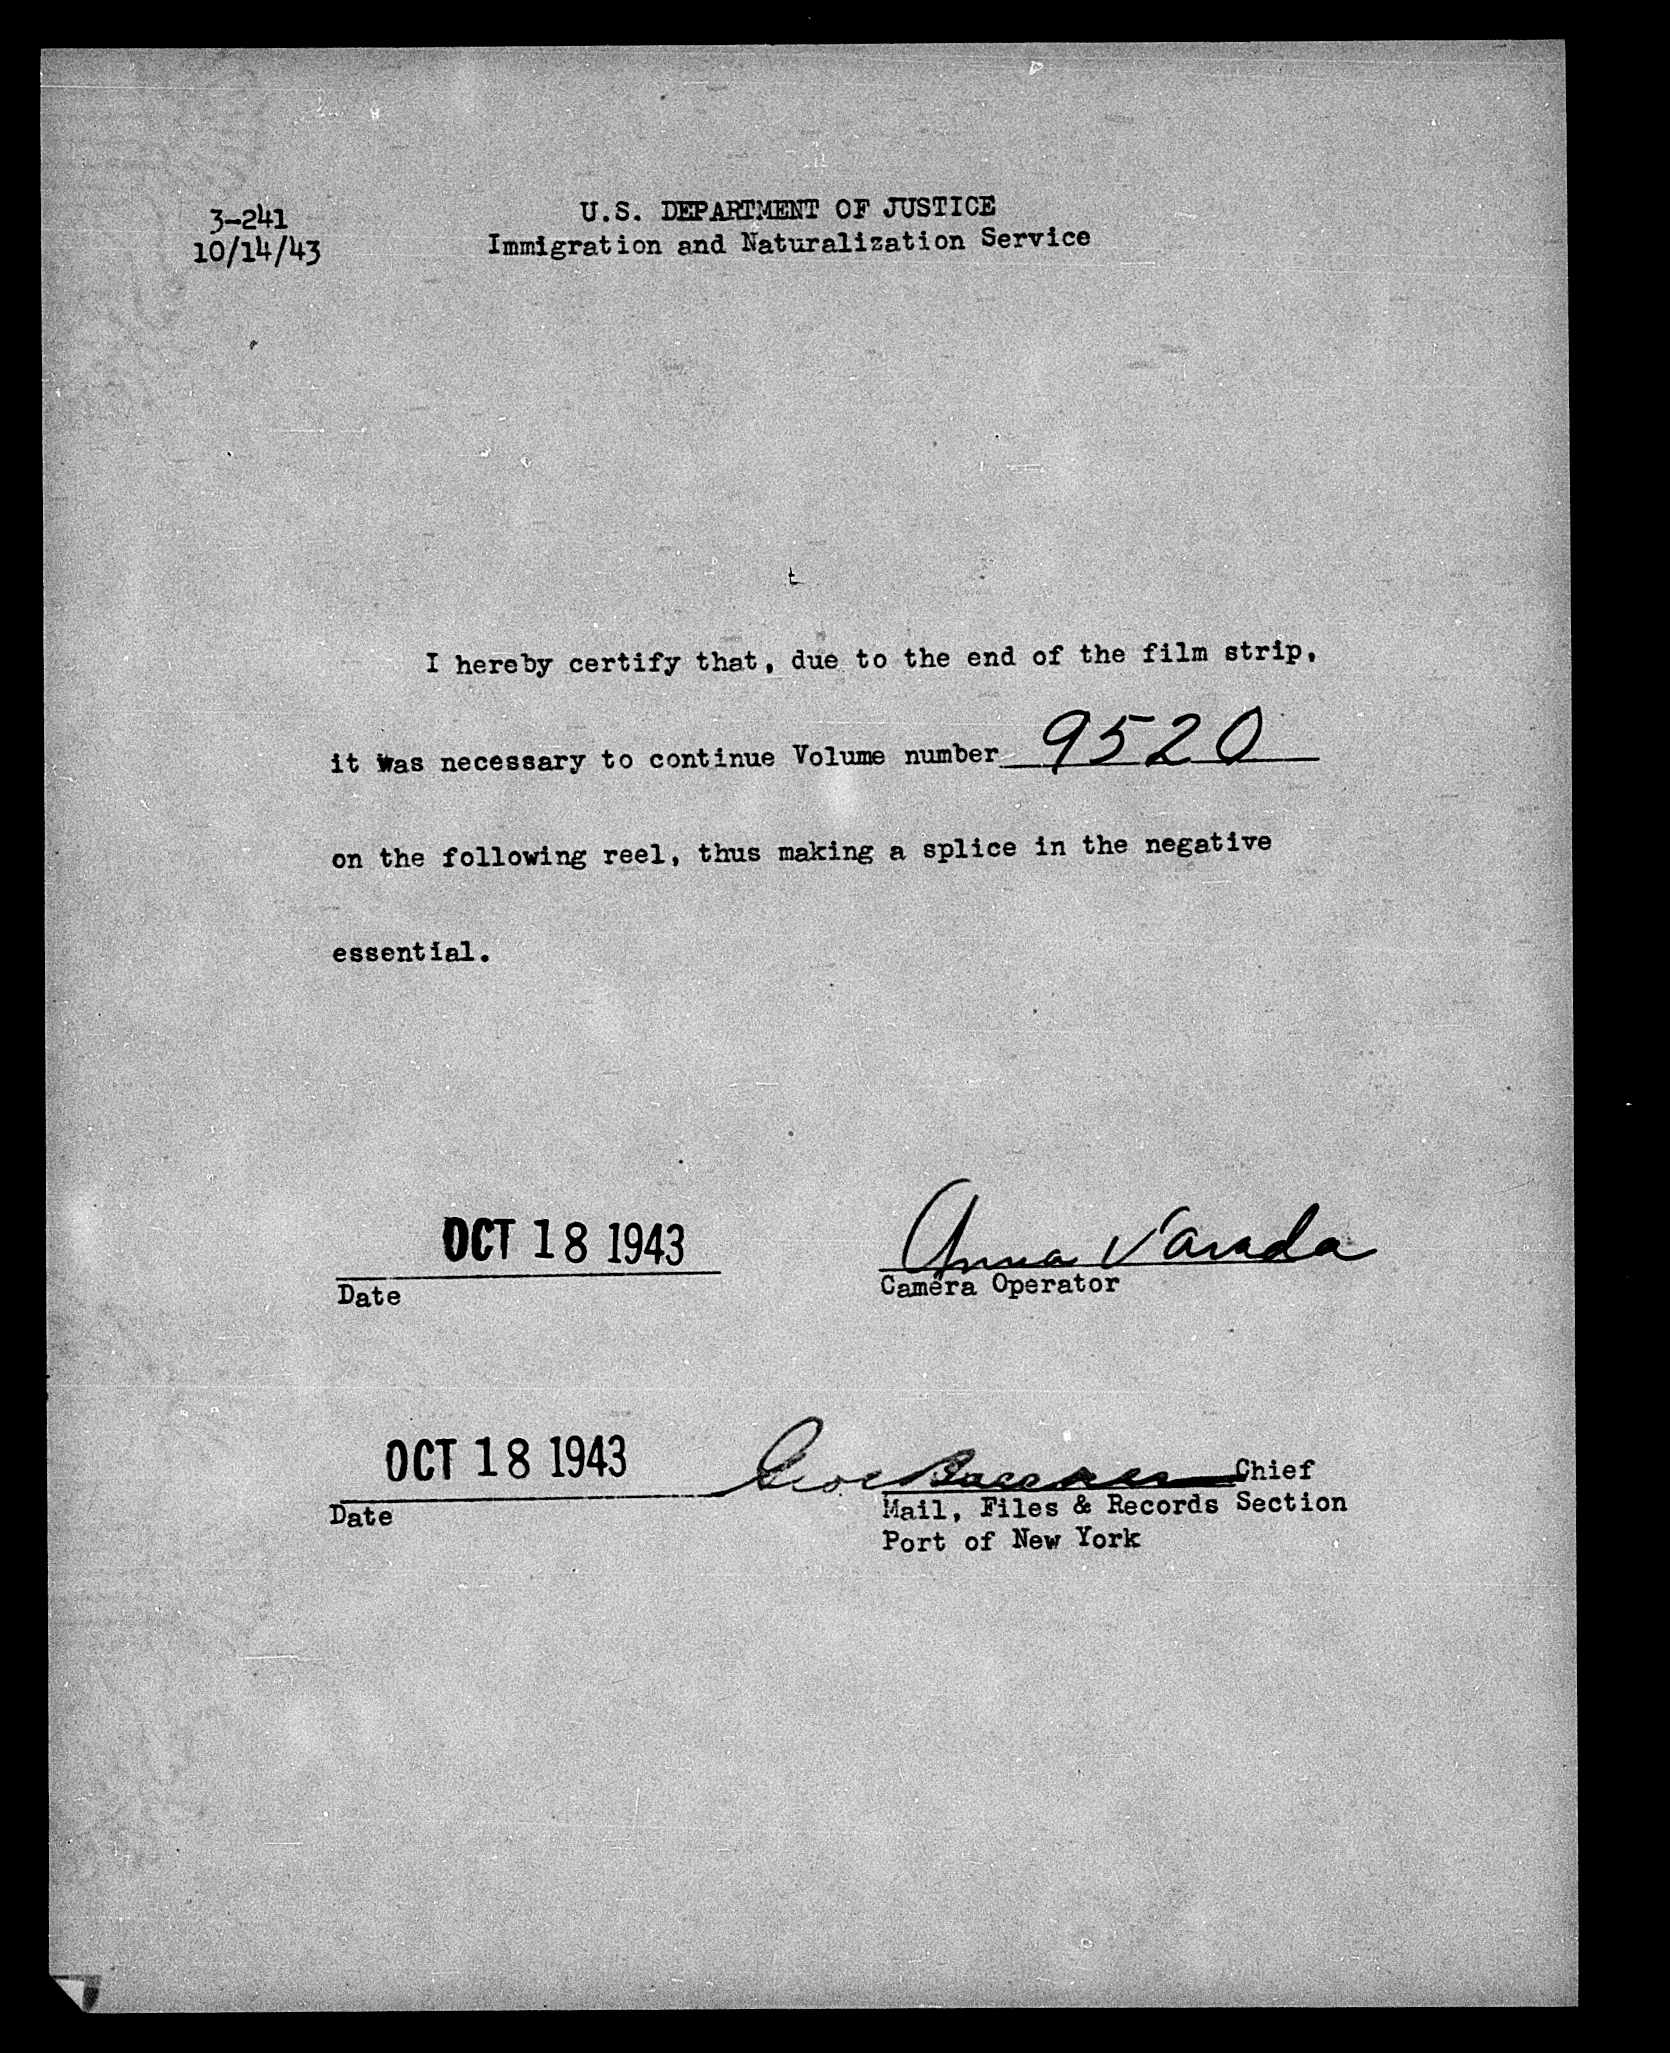 3-241
10/14/43
U.S. DEPARTMENT OF JUSTICE
Immigration and Naturalization Service
t
I hereby certify that, due to the end of the film strip,
it was necessary to continue Volume number 9520
on the following reel, thus making a splice in the negative
essential.
OCT 18 1943
Date
Anna Varada
Camera Operator
OCT 18 1943
Date
Geo Chief
Mail, Files & Records Section
Port of New York